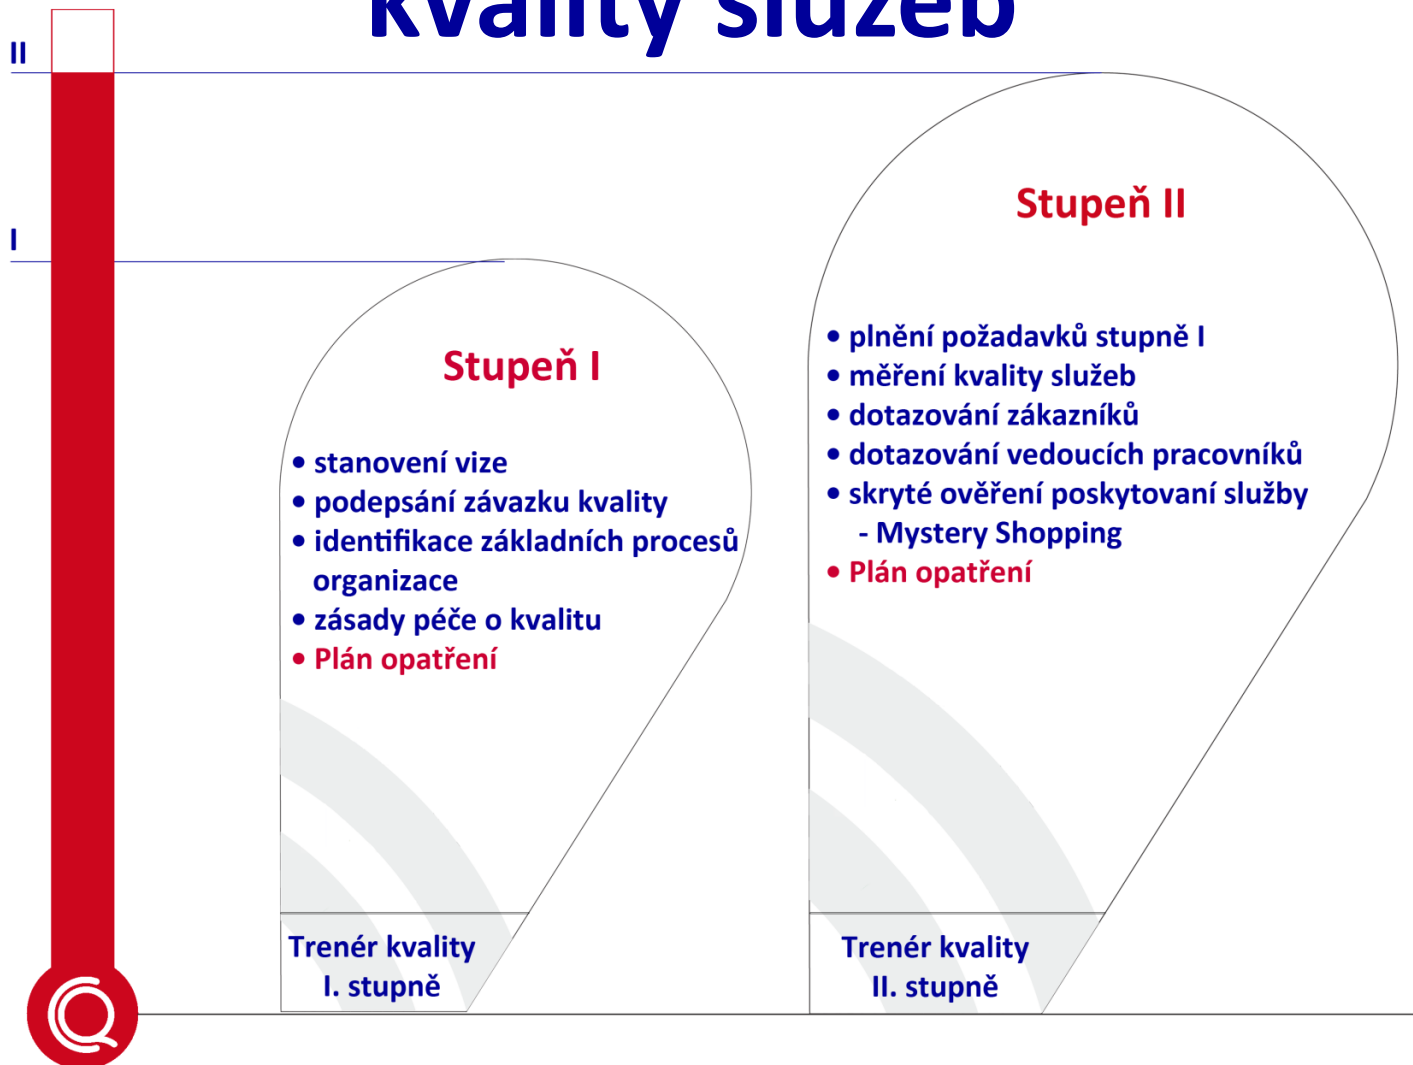 kvality služeb
II
I
Stupeň I
• stanovení vize
• podepsání závazku kvality
• identifikace základních procesů
organizace
• zásady péče o kvalitu
• Plán opatření
Trenér kvality
I. stupně
Stupeň II
• plnění požadavků stupně I
• měření kvality služeb
• dotazování zákazníků
• dotazování vedoucích pracovníků
• skryté ověření poskytovaní služby
- Mystery Shopping
• Plán opatření
Trenér kvality
II. stupně